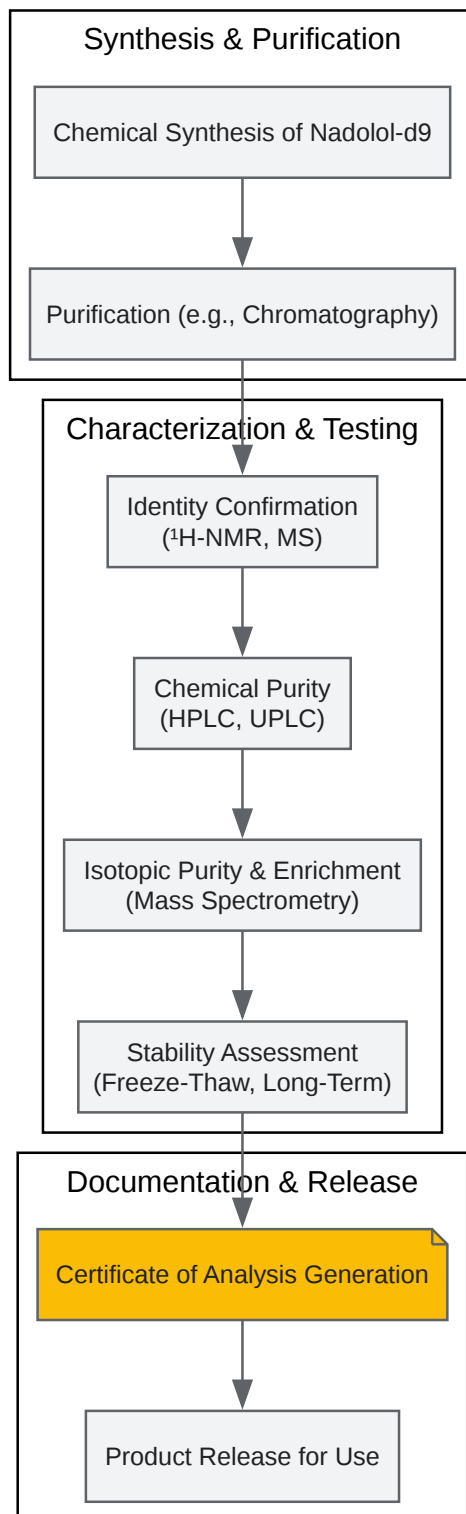 Synthesis & Purification
Chemical Synthesis of Nadolol-d9
Purification (e.g., Chromatography)
Characterization & Testing
Identity Confirmation
(¹H-NMR, MS)
Chemical Purity
(HPLC, UPLC)
Isotopic Purity & Enrichment
(Mass Spectrometry)
Stability Assessment
(Freeze-Thaw, Long-Term)
Documentation & Release
Certificate of Analysis Generation
Product Release for Use